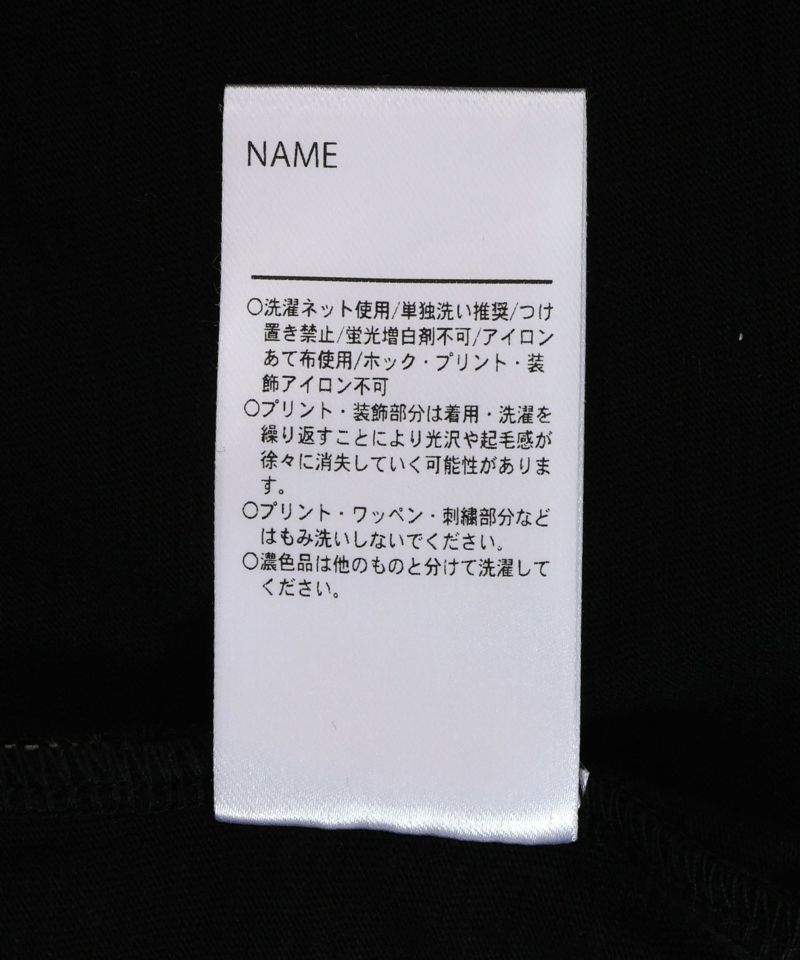 NAME
○洗濯ネット使用/単独洗い推奨/つけ
置き禁止/蛍光増白剤不可/アイロン
あて布使用/ホック・プリント・装
飾アイロン不可
○プリント・装飾部分は着用・洗濯を
繰り返すことにより光沢や起毛感が
徐々に消失していく可能性がありま
す。
○プリント・ワッペン・刺繍部分など
はもみ洗いしないでください。
○濃色品は他のものと分けて洗濯して
ください。